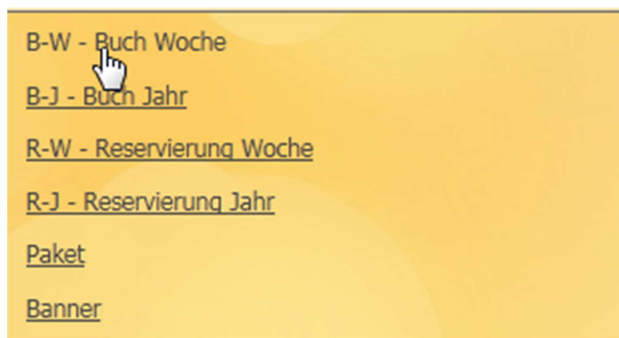 B-W - Buch Woche
B-J - Buch Jahr
R-W - Reservierung Woche
R-J - Reservierung Jahr
Paket
Banner